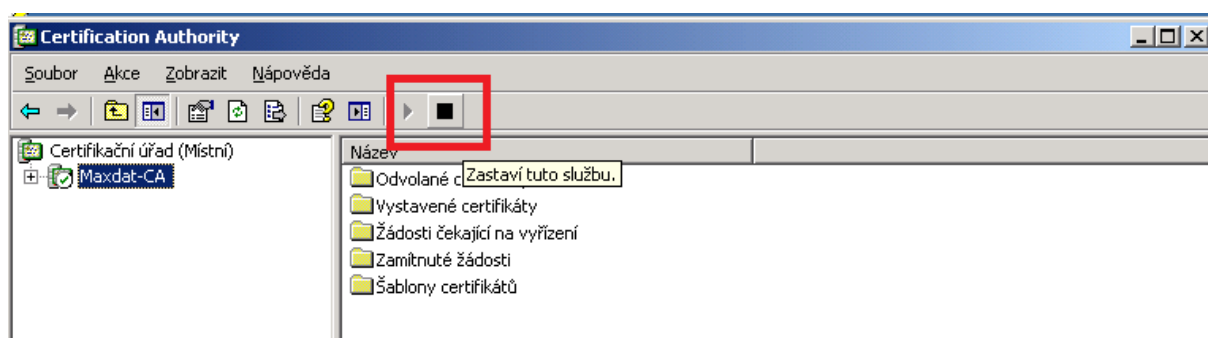 Certification Authority
Soubor Akce Zobrazit Nápověda
Certifikační úřad (Místní)
Maxdat-CA
Název
Zastaví tuto službu.
Odvolané c
Vystavené certifikáty
Žádosti čekající na vyřízení
Zamítnuté žádosti
Šablony certifikátů